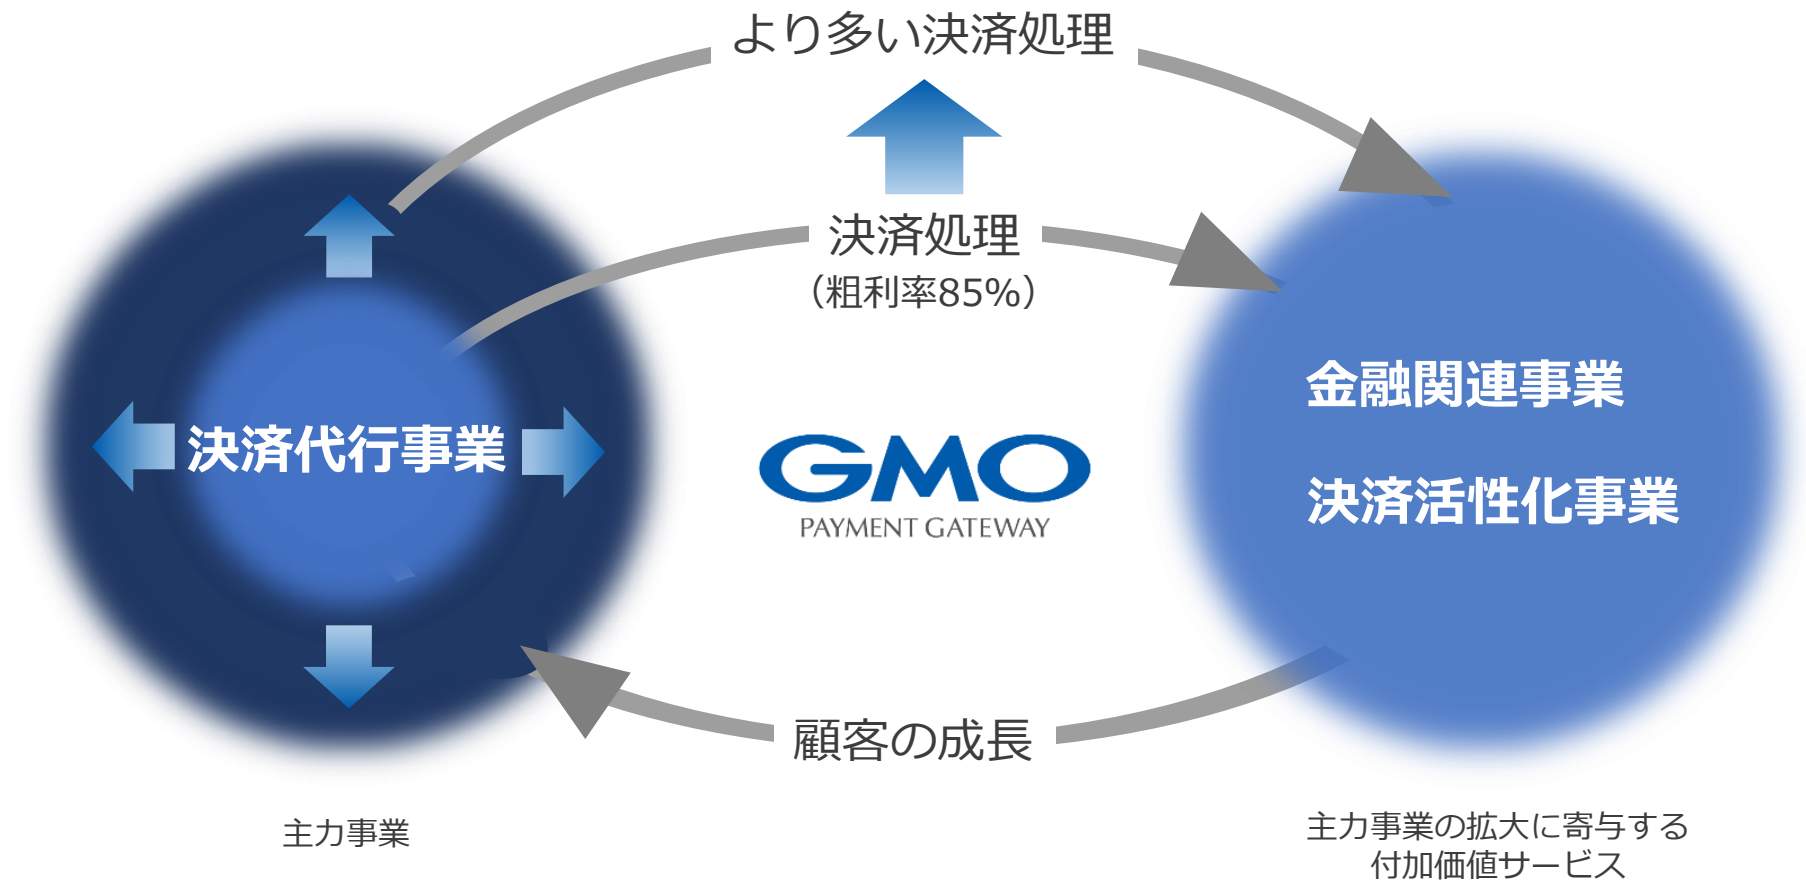 より多い決済処理
決済処理
（粗利率85%）
決済代行事業
GMO
PAYMENT GATEWAY
金融関連事業
決済活性化事業
顧客の成長
主力事業
主力事業の拡大に寄与する
付加価値サービス